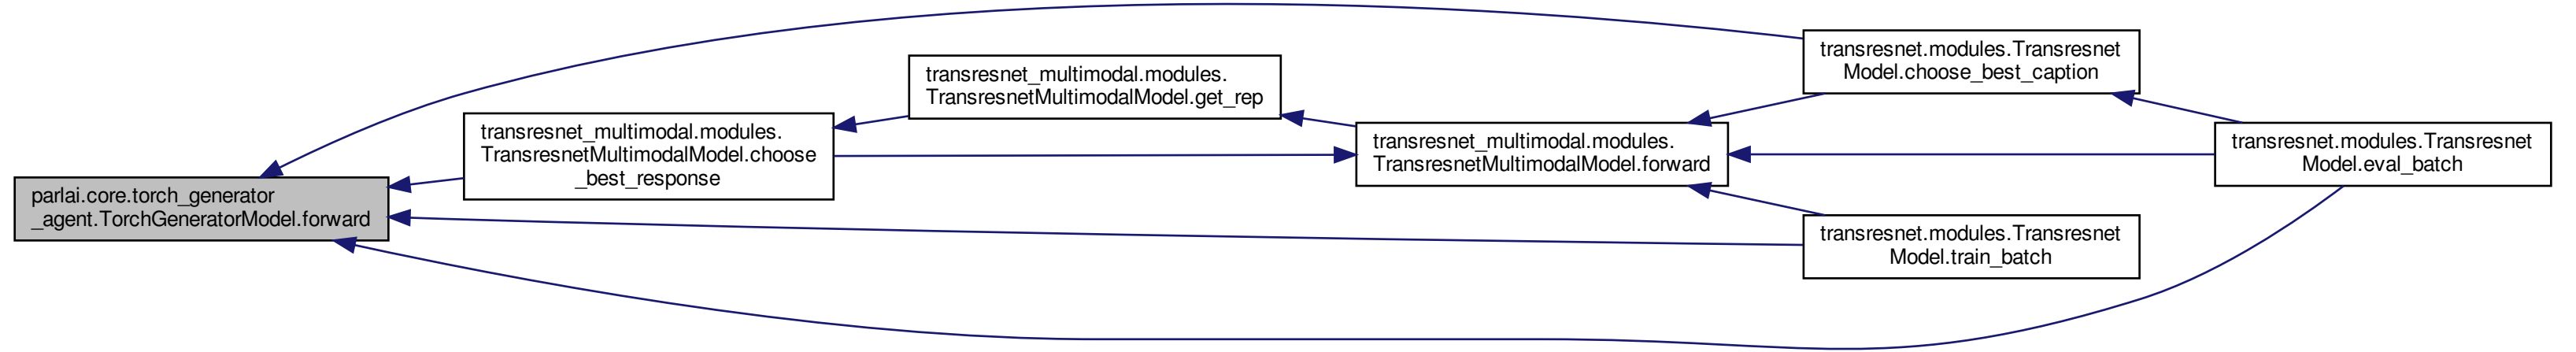 parlai.core.torch_generator
_agent.TorchGeneratorModel.forward
transresnet_multimodal.modules.
TransresnetMultimodalModel.choose
_best_response
transresnet_multimodal.modules.
TransresnetMultimodalModel.get_rep
transresnet_multimodal.modules.
TransresnetMultimodalModel.forward
transresnet.modules.Transresnet
Model.choose_best_caption
transresnet.modules.Transresnet
Model.eval_batch
transresnet.modules.Transresnet
Model.train_batch